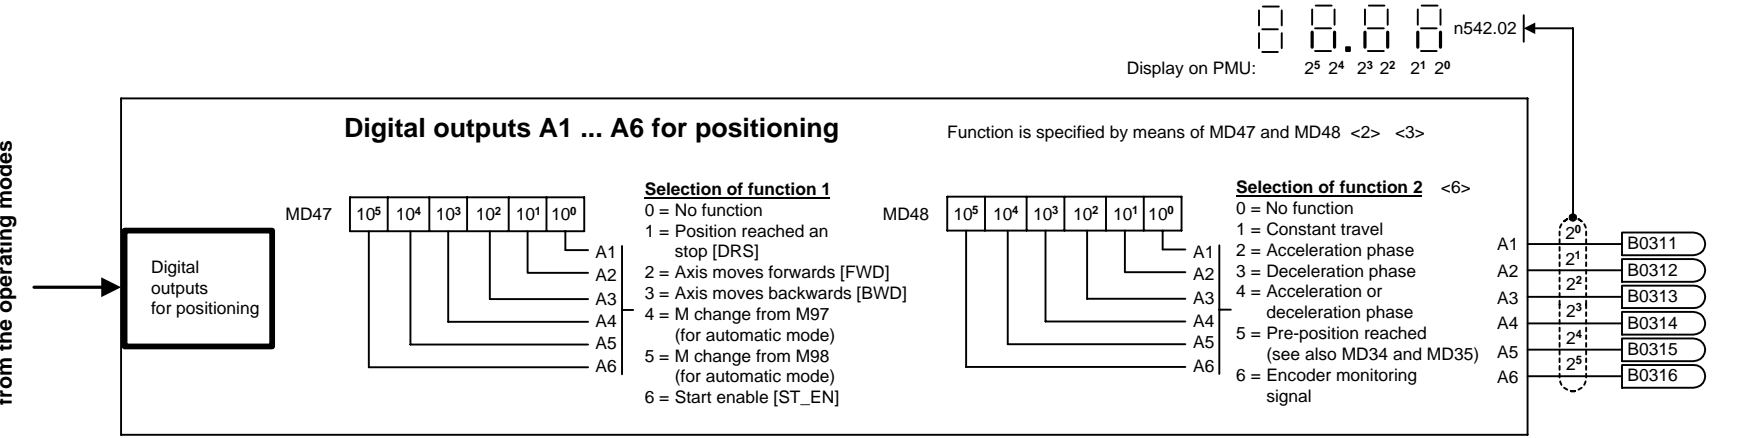 n542.02
Display on PMU: 2⁵ 2⁴ 2³ 2² 2¹ 2⁰
from the operating modes
Digital outputs A1 ... A6 for positioning
Function is specified by means of MD47 and MD48 <2> <3>
Digital
outputs
for positioning
MD47 10⁵ 10⁴ 10³ 10² 10¹ 10⁰
A1
A2
A3
A4
A5
A6
Selection of function 1
0 = No function
1 = Position reached an
stop [DRS]
2 = Axis moves forwards [FWD]
3 = Axis moves backwards [BWD]
4 = M change from M97
(for automatic mode)
5 = M change from M98
(for automatic mode)
6 = Start enable [ST_EN]
MD48 10⁵ 10⁴ 10³ 10² 10¹ 10⁰
A1
A2
A3
A4
A5
A6
Selection of function 2 <6>
0 = No function
1 = Constant travel
2 = Acceleration phase
3 = Deceleration phase
4 = Acceleration or
deceleration phase
5 = Pre-position reached
(see also MD34 and MD35)
6 = Encoder monitoring
signal
A1 2⁰ B0311
A2 2¹ B0312
A3 2² B0313
A4 2³ B0314
A5 2⁴ B0315
A6 2⁵ B0316